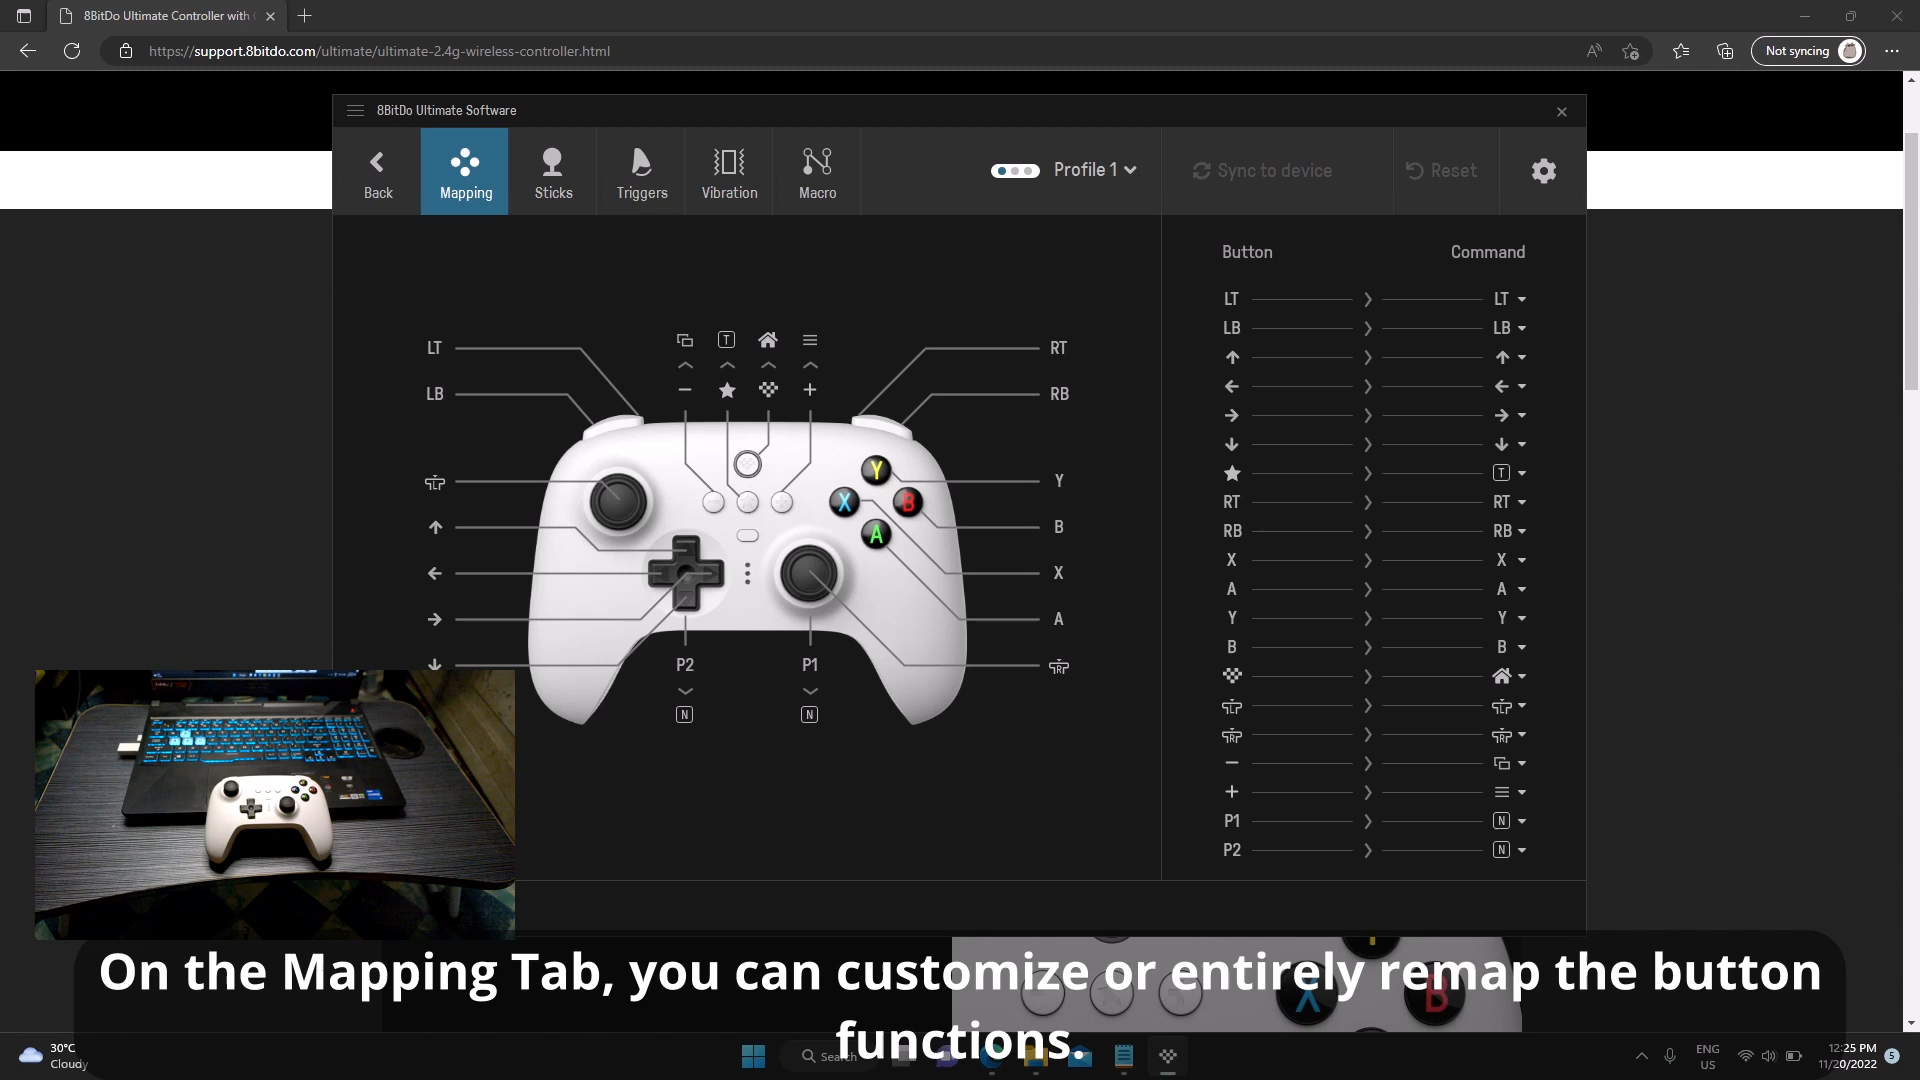 8BitDo Ultimate Controller with
https://support.8bitdo.com/ultimate/ultimate-2.4g-wireless-controller.html
Not syncing
8BitDo Ultimate Software
Back
Mapping
Sticks
Triggers
Vibration
Macro
Profile 1
Sync to device
Reset
LT
LB
T
RT
RB
Y
B
X
A
Y
X
B
A
P2
P1
N
N
Button Command
LT LT
LB LB
T
RT RT
RB RB
X X
A A
Y Y
B B
P1 N
P2 N
On the Mapping Tab, you can customize or entirely remap the button
functions.
X
B
30°C
Cloudy
Search
ENG
US
12:25 PM
11/20/2022
5